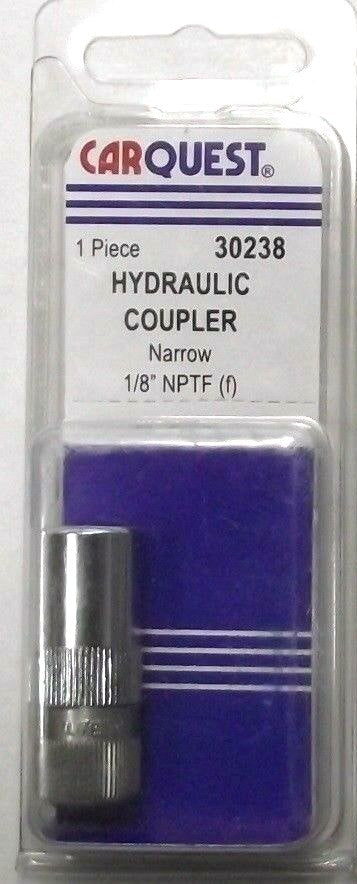 CARQUEST®
1 Piece 30238
HYDRAULIC
COUPLER
Narrow
1/8” NPTF (f)